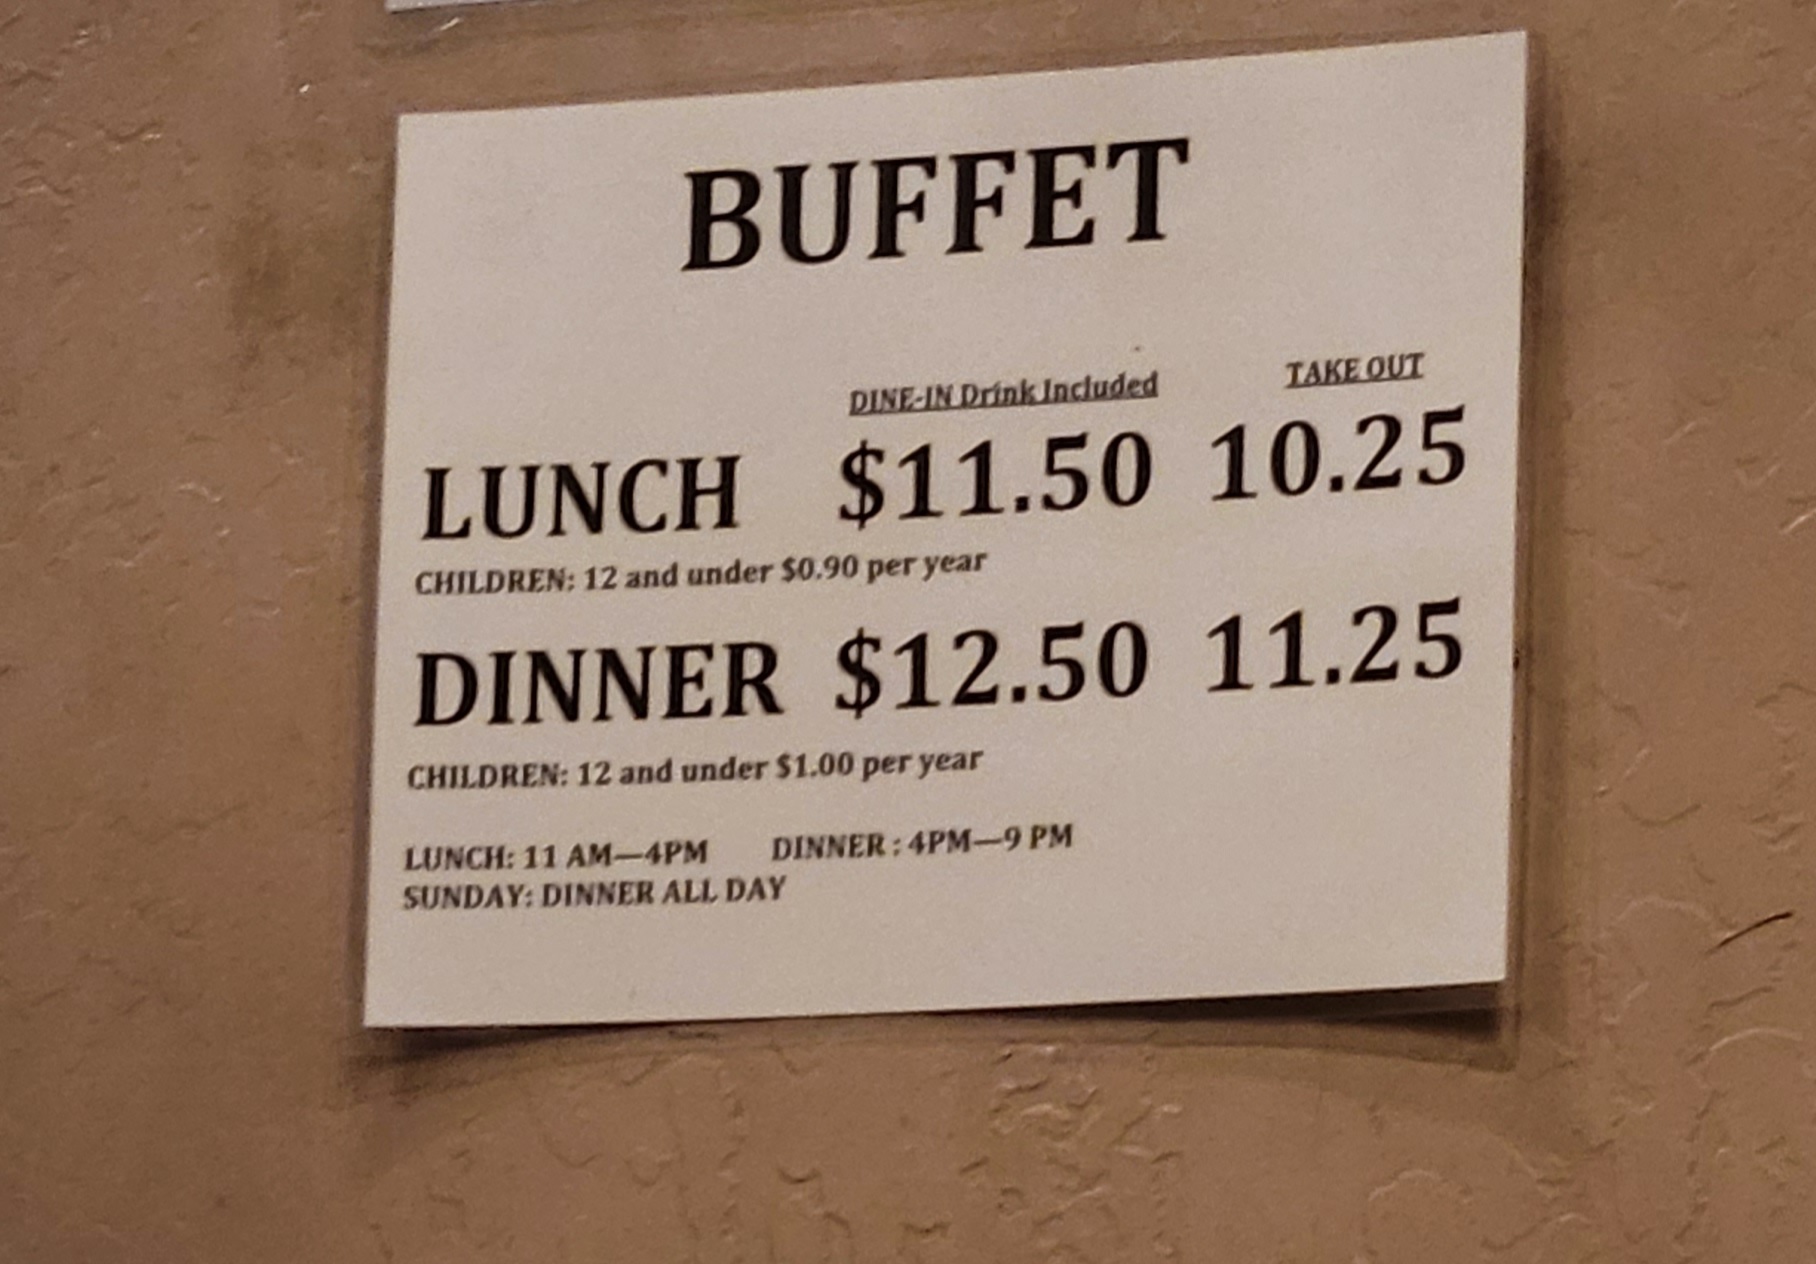 BUFFET
DINE-IN Drink Included TAKE OUT
LUNCH $11.50 10.25
CHILDREN: 12 and under $0.90 per year
DINNER $12.50 11.25
CHILDREN: 12 and under $1.00 per year
LUNCH: 11 AM—4PM DINNER : 4PM—9 PM
SUNDAY: DINNER ALL DAY